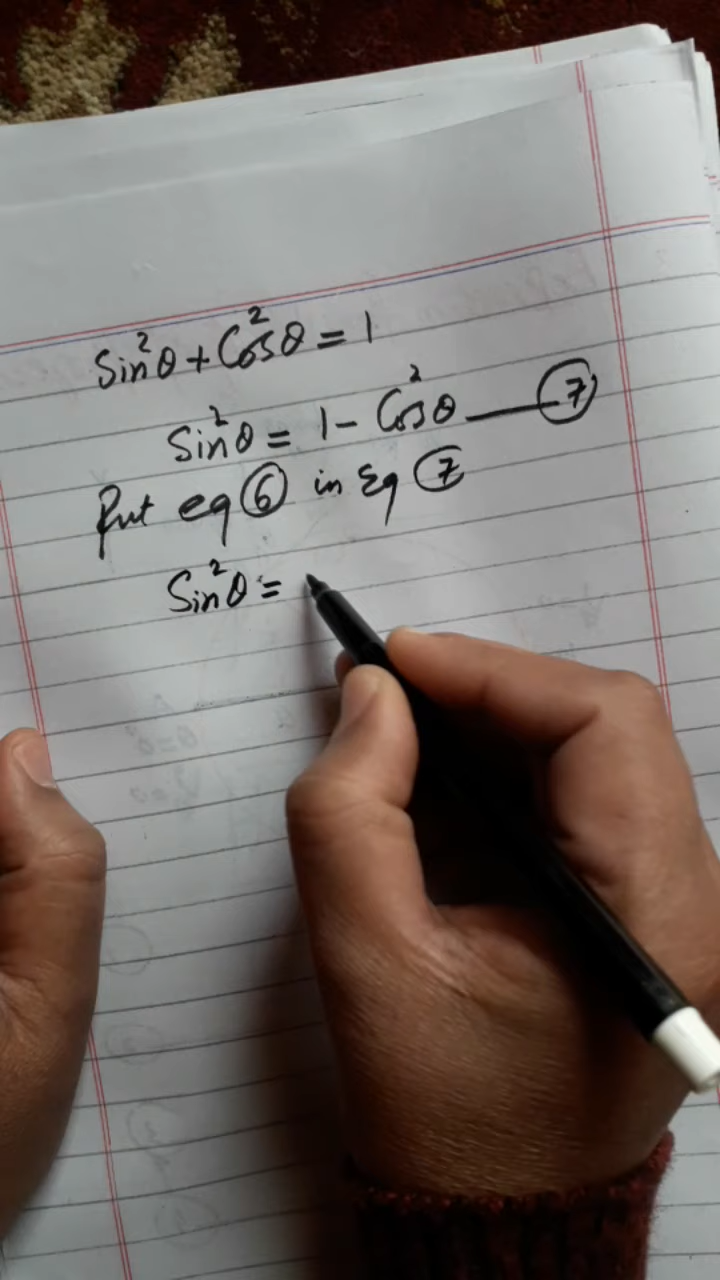 Sin²θ + Cos²θ = 1
Sin²θ = 1 - Cos²θ —— ⑦
Put eq ⑥ in Eq ⑦
Sin²θ =